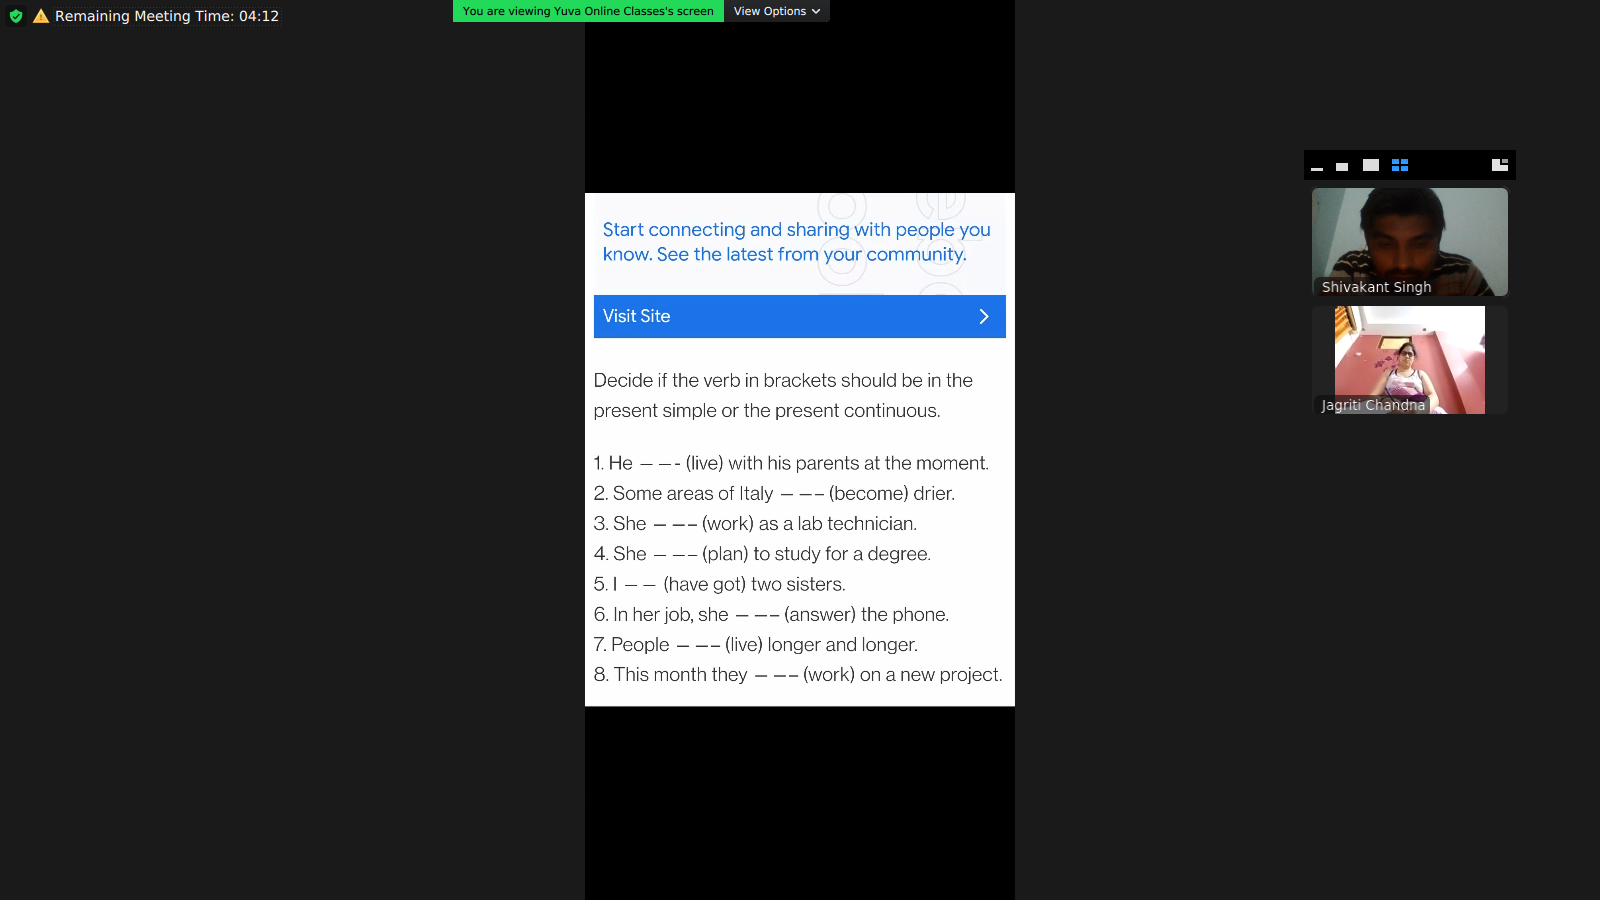 Remaining Meeting Time: 04:12
You are viewing Yuva Online Classes's screen
View Options
Start connecting and sharing with people you
know. See the latest from your community.
Visit Site
Decide if the verb in brackets should be in the
present simple or the present continuous.
1. He — —- (live) with his parents at the moment.
2. Some areas of Italy — —– (become) drier.
3. She — —– (work) as a lab technician.
4. She — —– (plan) to study for a degree.
5. I — — (have got) two sisters.
6. In her job, she — —– (answer) the phone.
7. People — —– (live) longer and longer.
8. This month they — —– (work) on a new project.
Shivakant Singh
Jagriti Chandna